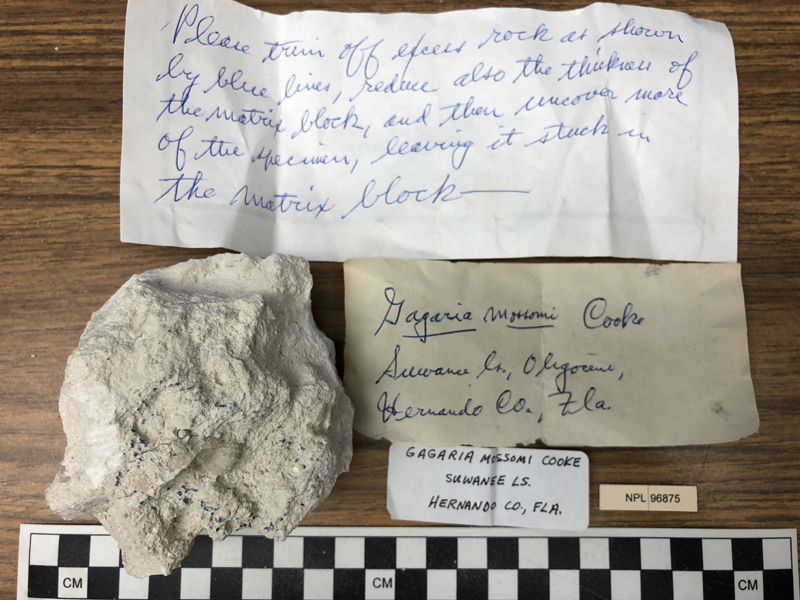 Please trim off excess rock as shown
by blue lines, reduce also the thickness of
the matrix block, and then uncover more
of the specimen, leaving it stuck in
the matrix block—
Gagaria mossomi Cooke
Suwanee ls., Oligocene,
Hernando Co., Fla.
GAGARIA MOSSOMI COOKE
SUWANEE LS.
HERNANDO CO., FLA.
NPL 96875
CM CM CM